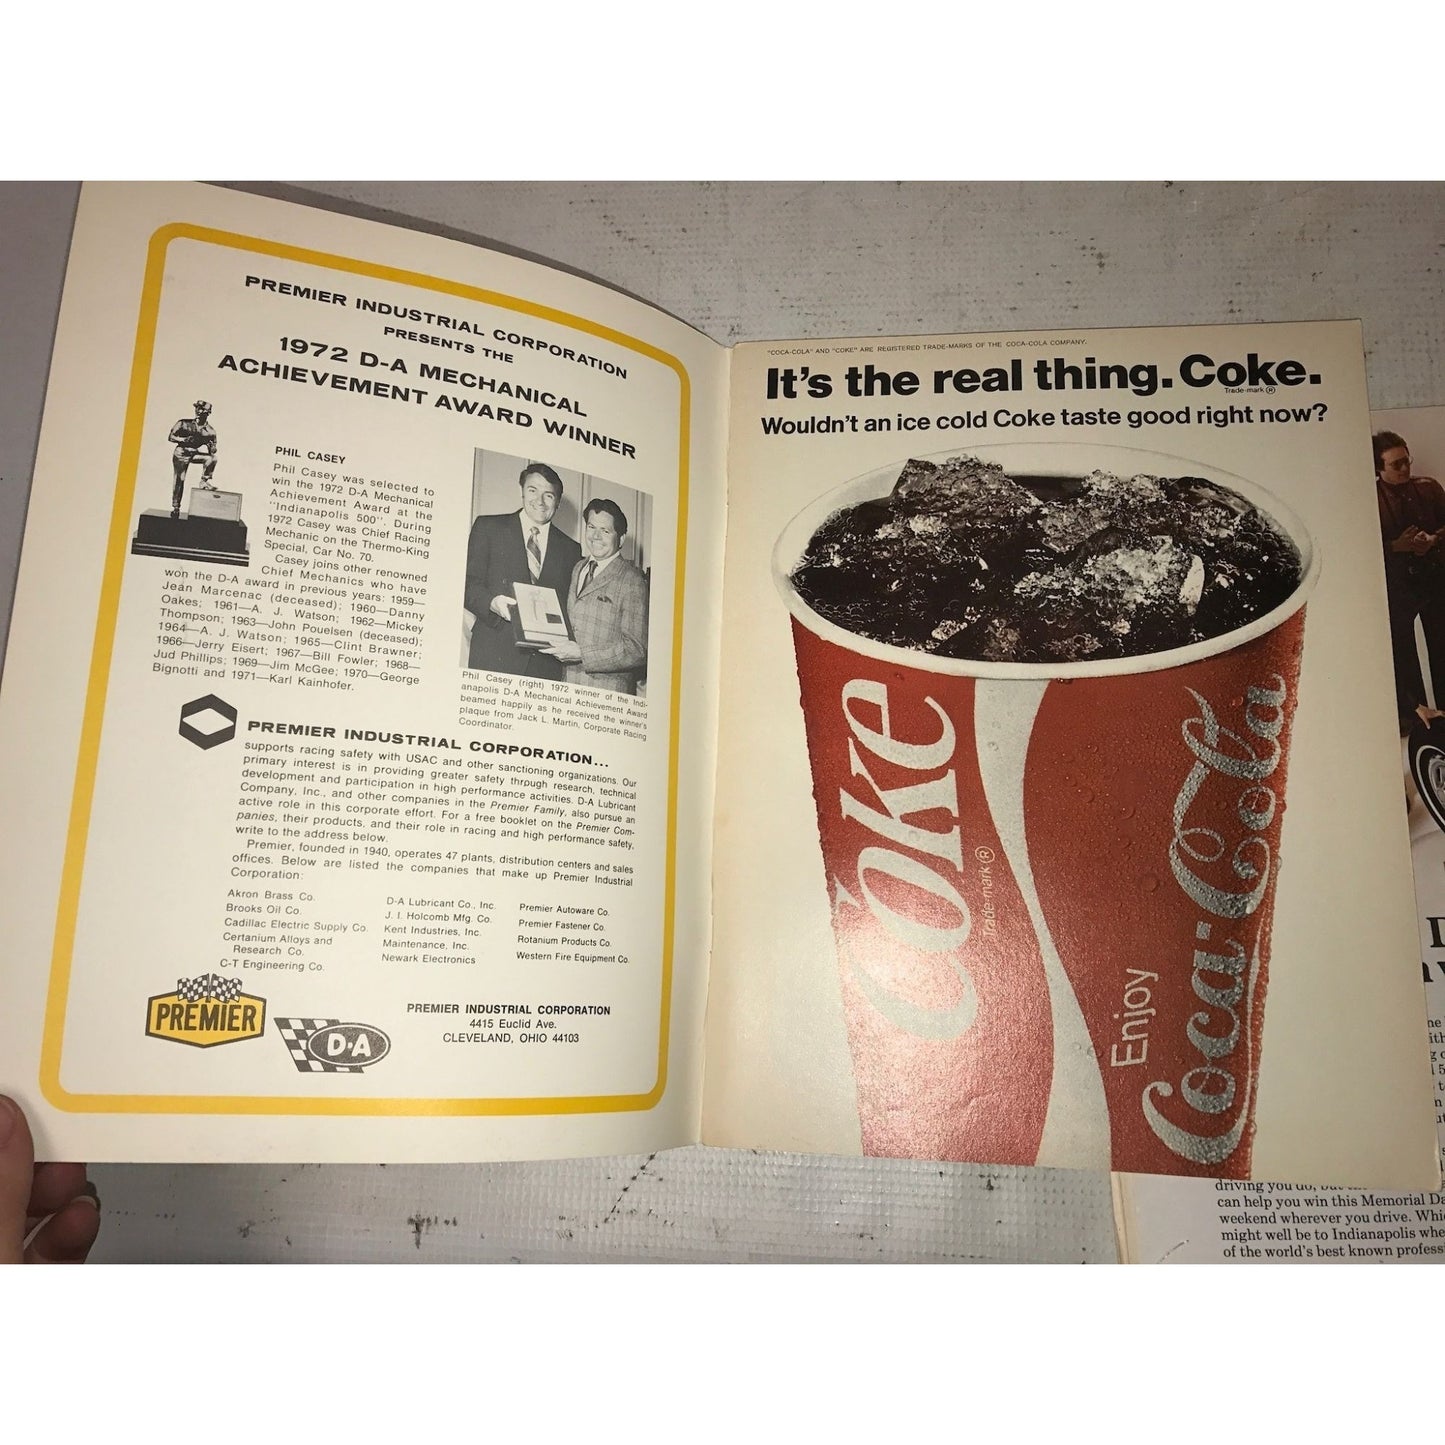 PREMIER INDUSTRIAL CORPORATION
PRESENTS THE
1972 D-A MECHANICAL
ACHIEVEMENT AWARD WINNER
PHIL CASEY
Phil Casey was selected to
win the 1972 D-A Mechanical
Achievement Award at the
"Indianapolis 500". During
1972 Casey was Chief Racing
Mechanic on the Thermo-King
Special, Car No. 70.
Casey joins other renowned
Chief Mechanics who have
won the D-A award in previous years: 1959—
Jean Marcenac (deceased); 1960—Danny
Oakes; 1961—A. J. Watson; 1962—Mickey
Thompson; 1963—John Pouelsen (deceased);
1964—A. J. Watson; 1965—Clint Brawner;
1966—Jerry Eisert; 1967—Bill Fowler; 1968—
Jud Phillips; 1969—Jim McGee; 1970—George
Bignotti and 1971—Karl Kainhofer.
Phil Casey (right) 1972 winner of the Indi-
anapolis D-A Mechanical Achievement Award
beamed happily as he received the winner's
plaque from Jack L. Martin, Corporate Racing
Coordinator.
PREMIER INDUSTRIAL CORPORATION...
supports racing safety with USAC and other sanctioning organizations. Our
primary interest is in providing greater safety through research, technical
development and participation in high performance activities. D-A Lubricant
Company, Inc., and other companies in the Premier Family, also pursue an
active role in this corporate effort. For a free booklet on the Premier Com-
panies, their products, and their role in racing and high performance safety,
write to the address below.
Premier, founded in 1940, operates 47 plants, distribution centers and sales
offices. Below are listed the companies that make up Premier Industrial
Corporation:
Akron Brass Co.
Brooks Oil Co.
Cadillac Electric Supply Co.
Certanium Alloys and
Research Co.
C-T Engineering Co.
D-A Lubricant Co., Inc.
J. I. Holcomb Mfg. Co.
Kent Industries, Inc.
Maintenance, Inc.
Newark Electronics
Premier Autoware Co.
Premier Fastener Co.
Rotanium Products Co.
Western Fire Equipment Co.
PREMIER
D-A
PREMIER INDUSTRIAL CORPORATION
4415 Euclid Ave.
CLEVELAND, OHIO 44103
"COCA-COLA" AND "COKE" ARE REGISTERED TRADE-MARKS OF THE COCA-COLA COMPANY.
It's the real thing. Coke.
Trade-mark ®
Wouldn't an ice cold Coke taste good right now?
Coke
Trade-mark ®
Enjoy
Coca-Cola
driving you do, but
can help you win this Memorial Da
weekend wherever you drive. Whi
might well be to Indianapolis whe
of the world's best known profess